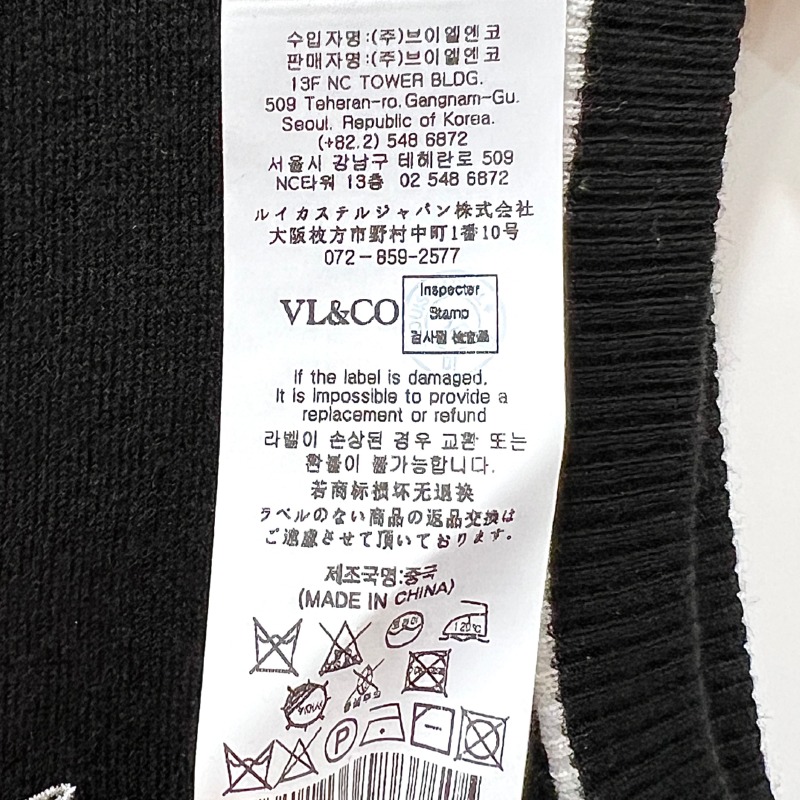 수입자명:(주)브이엘엔코
판매자명:(주)브이엘엔코
13F NC TOWER BLDG.
509 Teheran-ro.Gangnam-Gu.
Seoul. Republic of Korea.
(+82.2) 548 6872
서울시 강남구 테헤란로 509
NC타워 13층 02 548 6872
ルイカステルジャパン株式会社
大阪枚方市野村中町1番10号
072-859-2577
VL&CO
Inspecter
Stamp
검사필 検査品
If the label is damaged.
It is Impossible to provide a
replacement or refund
라벨이 손상된 경우 교환 또는
환불이 불가능합니다.
若商标损坏无退换
ラベルのない商品の返品交換は
ご遠慮させて頂いております。
제조국명:중국
(MADE IN CHINA)
드라이
120℃
P